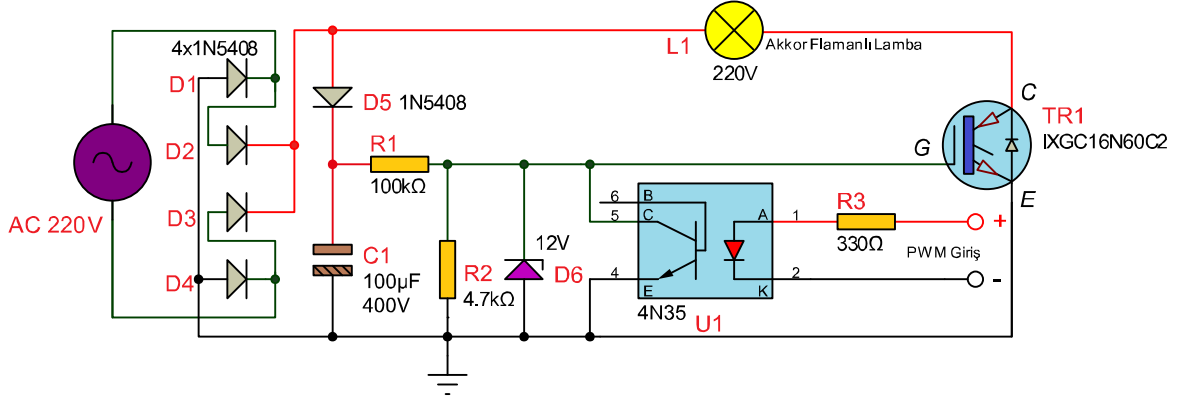 4x1N5408
D1
D2
D3
D4
AC 220V
D5 1N5408
R1
100kΩ
C1
100µF
400V
R2
4.7kΩ
12V
D6
L1
220V
Akkor Flamanlı Lamba
6 B
5 C
4
E
A 1
2
K
4N35
U1
R3
330Ω
+
PWM Giriş
-
C
G
E
TR1
IXGC16N60C2